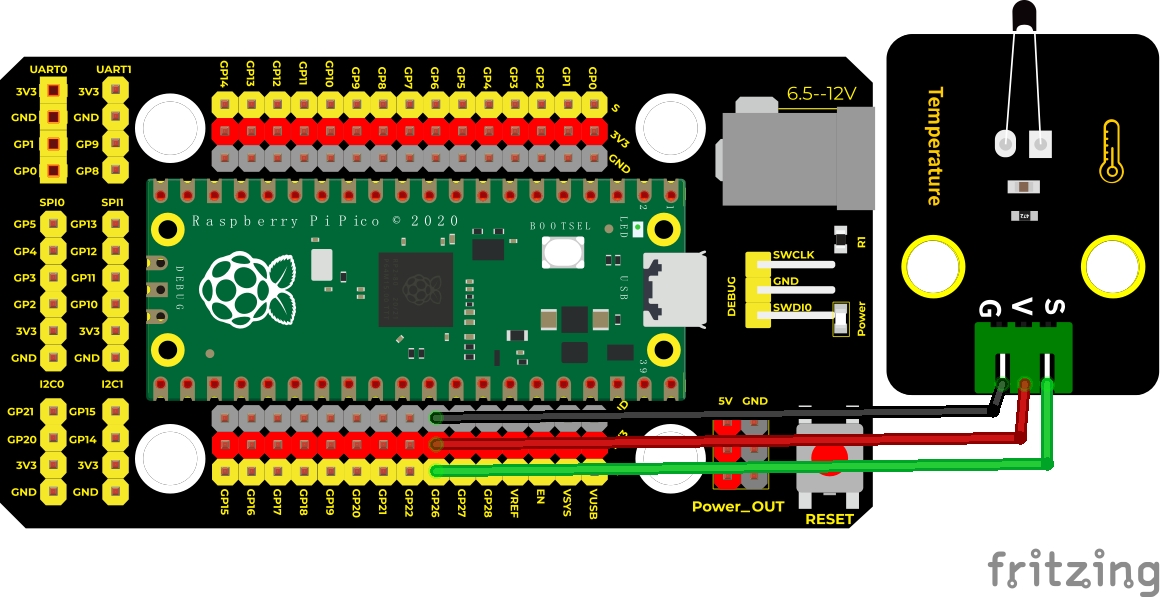 UART0
3V3
GND
GP1
GP0
UART1
3V3
GND
GP9
GP8
SPI0
GP5
GP4
GP3
GP2
3V3
GND
SPI1
GP13
GP12
GP11
GP10
3V3
GND
I2C0
GP21
GP20
3V3
GND
I2C1
GP15
GP14
3V3
GND
GP14
GP13
GP12
GP11
GP10
GP9
GP8
GP7
GP6
GP5
GP4
GP3
GP2
GP1
GP0
S
3V3
GND
6.5--12V
Raspberry Pi Pico © 2020
BOOTSEL
LED
USB
DEBUG
2
1
39
SWCLK
GND
SWDI0
DEBUG
R1
Power
5V GND
Power_OUT
RESET
GP15
GP16
GP17
GP18
GP19
GP20
GP21
GP22
GP26
GP27
GP28
VREF
EN
VSYS
VUSB
Temperature
G V S
fritzing